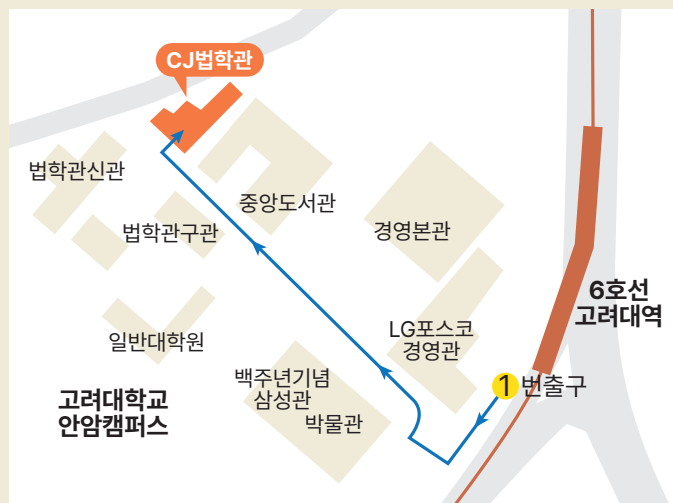 CJ법학관
법학관신관
중앙도서관
법학관구관
경영본관
6호선
고려대역
LG포스코
경영관
일반대학원
백주년기념
삼성관
박물관
1 번출구
고려대학교
안암캠퍼스